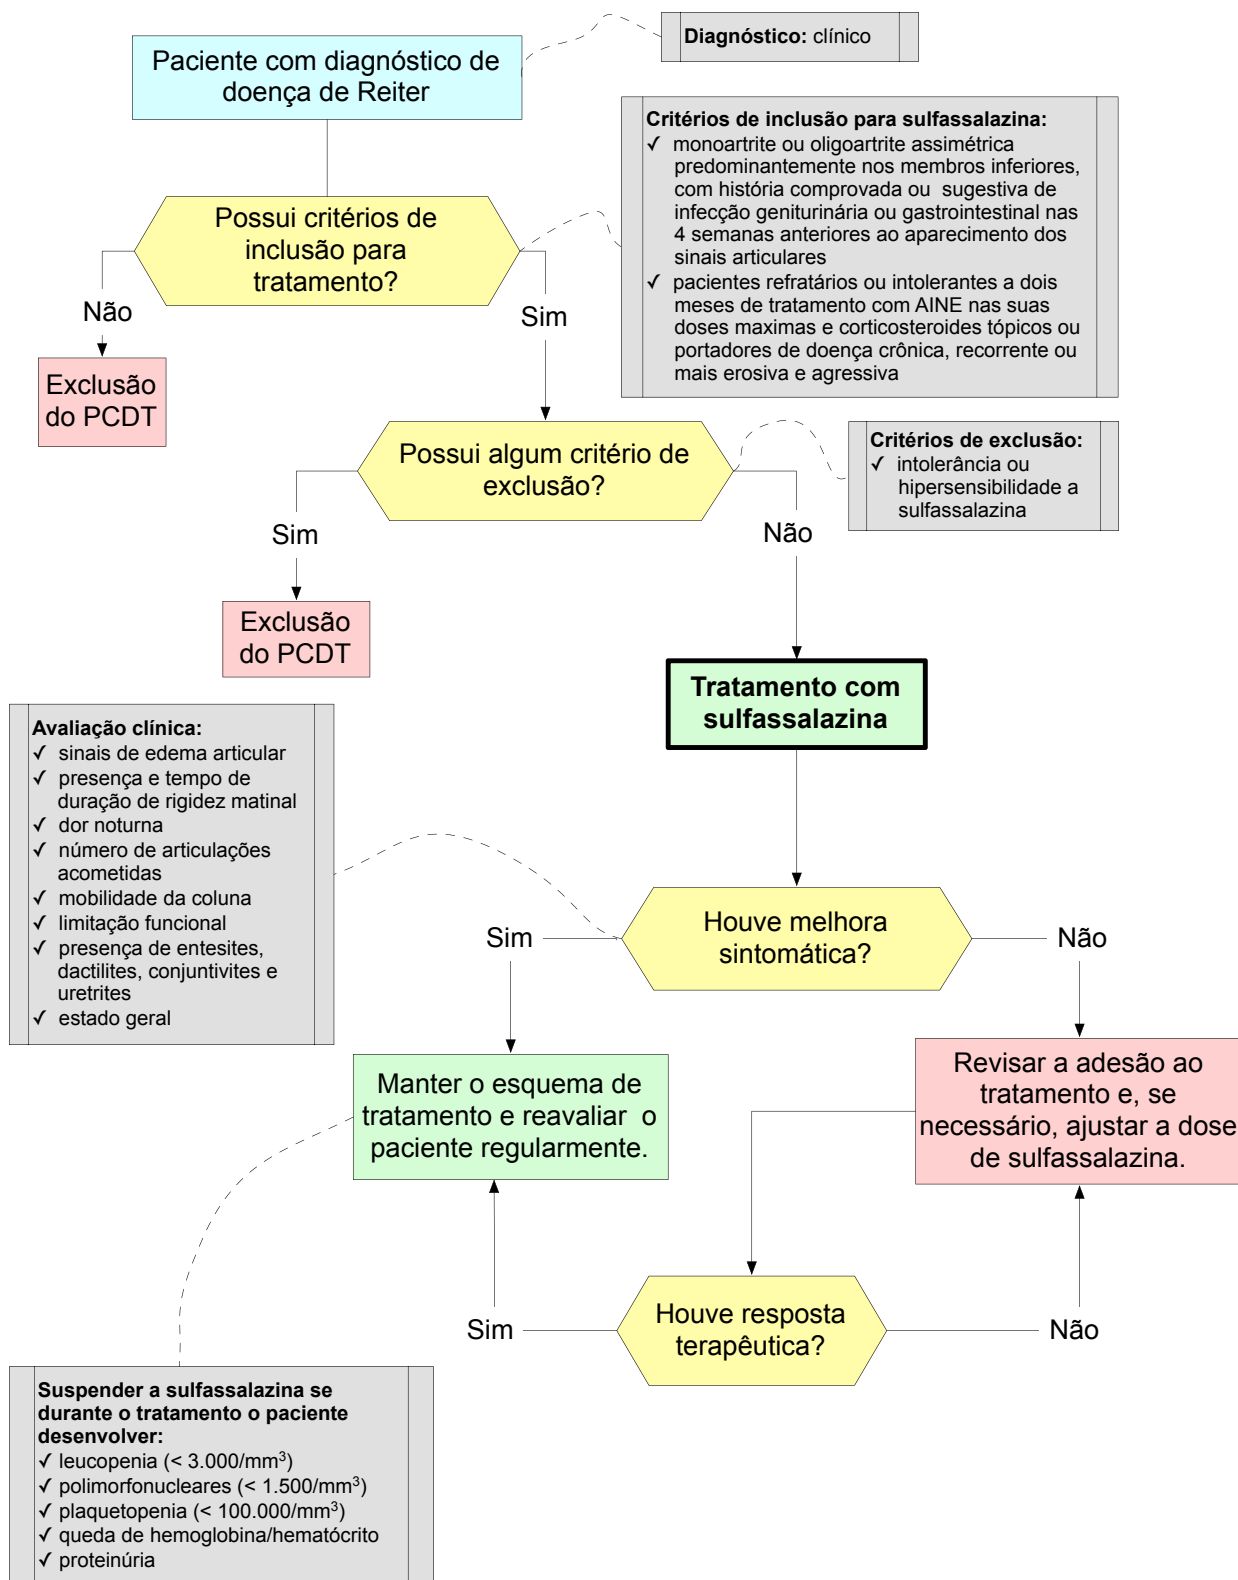 Paciente com diagnóstico de
doença de Reiter
Diagnóstico: clínico
Critérios de inclusão para sulfassalazina:
✓ monoartrite ou oligoartrite assimétrica
predominantemente nos membros inferiores,
com história comprovada ou sugestiva de
infecção geniturinária ou gastrointestinal nas
4 semanas anteriores ao aparecimento dos
sinais articulares
✓ pacientes refratários ou intolerantes a dois
meses de tratamento com AINE nas suas
doses maximas e corticosteroides tópicos ou
portadores de doença crônica, recorrente ou
mais erosiva e agressiva
Possui critérios de
inclusão para
tratamento?
Não
Sim
Exclusão
do PCDT
Possui algum critério de
exclusão?
Critérios de exclusão:
✓ intolerância ou
hipersensibilidade a
sulfassalazina
Sim
Não
Exclusão
do PCDT
Tratamento com
sulfassalazina
Avaliação clínica:
✓ sinais de edema articular
✓ presença e tempo de
duração de rigidez matinal
✓ dor noturna
✓ número de articulações
acometidas
✓ mobilidade da coluna
✓ limitação funcional
✓ presença de entesites,
dactilites, conjuntivites e
uretrites
✓ estado geral
Houve melhora
sintomática?
Sim
Não
Manter o esquema de
tratamento e reavaliar o
paciente regularmente.
Revisar a adesão ao
tratamento e, se
necessário, ajustar a dose
de sulfassalazina.
Houve resposta
terapêutica?
Sim
Não
Suspender a sulfassalazina se
durante o tratamento o paciente
desenvolver:
✓ leucopenia (< 3.000/mm³)
✓ polimorfonucleares (< 1.500/mm³)
✓ plaquetopenia (< 100.000/mm³)
✓ queda de hemoglobina/hematócrito
✓ proteinúria